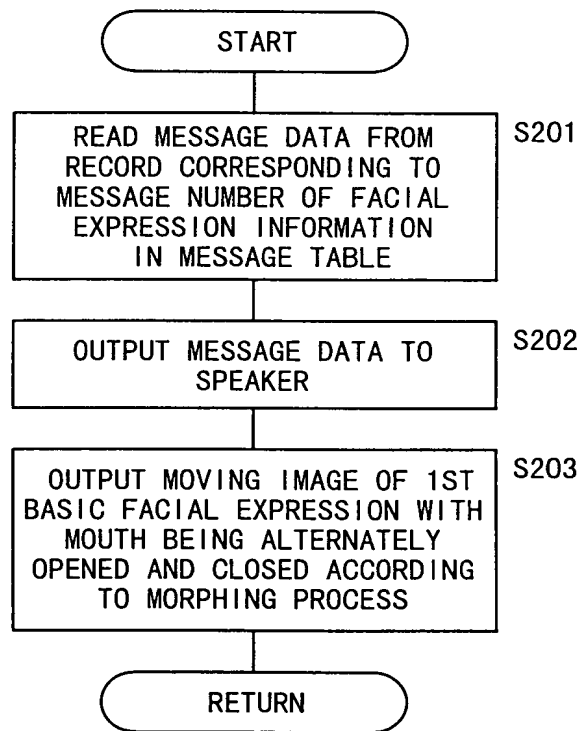 START
READ MESSAGE DATA FROM
RECORD CORRESPONDING TO
MESSAGE NUMBER OF FACIAL
EXPRESSION INFORMATION
IN MESSAGE TABLE
S201
OUTPUT MESSAGE DATA TO
SPEAKER
S202
OUTPUT MOVING IMAGE OF 1ST
BASIC FACIAL EXPRESSION WITH
MOUTH BEING ALTERNATELY
OPENED AND CLOSED ACCORDING
TO MORPHING PROCESS
S203
RETURN